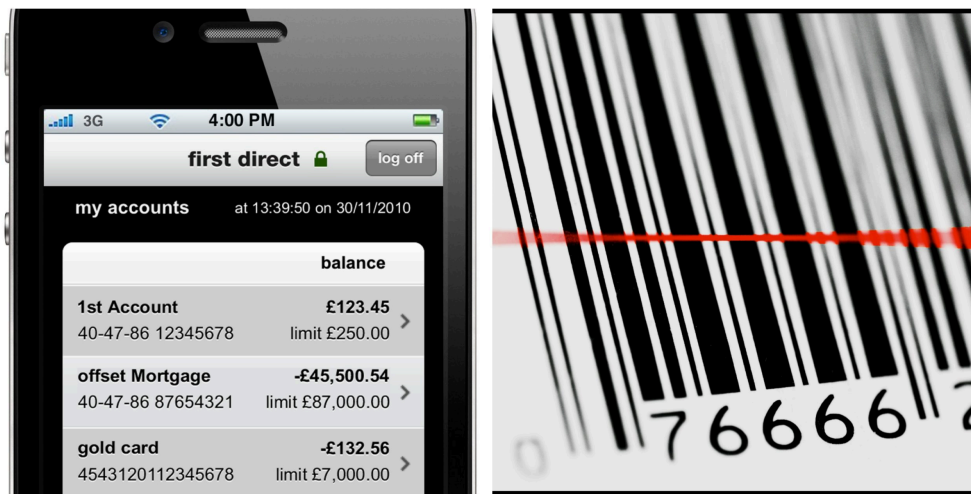 3G 4:00 PM
first direct log off
my accounts at 13:39:50 on 30/11/2010
balance
1st Account £123.45
40-47-86 12345678 limit £250.00
offset Mortgage -£45,500.54
40-47-86 87654321 limit £87,000.00
gold card -£132.56
4543120112345678 limit £7,000.00
0 76666 2